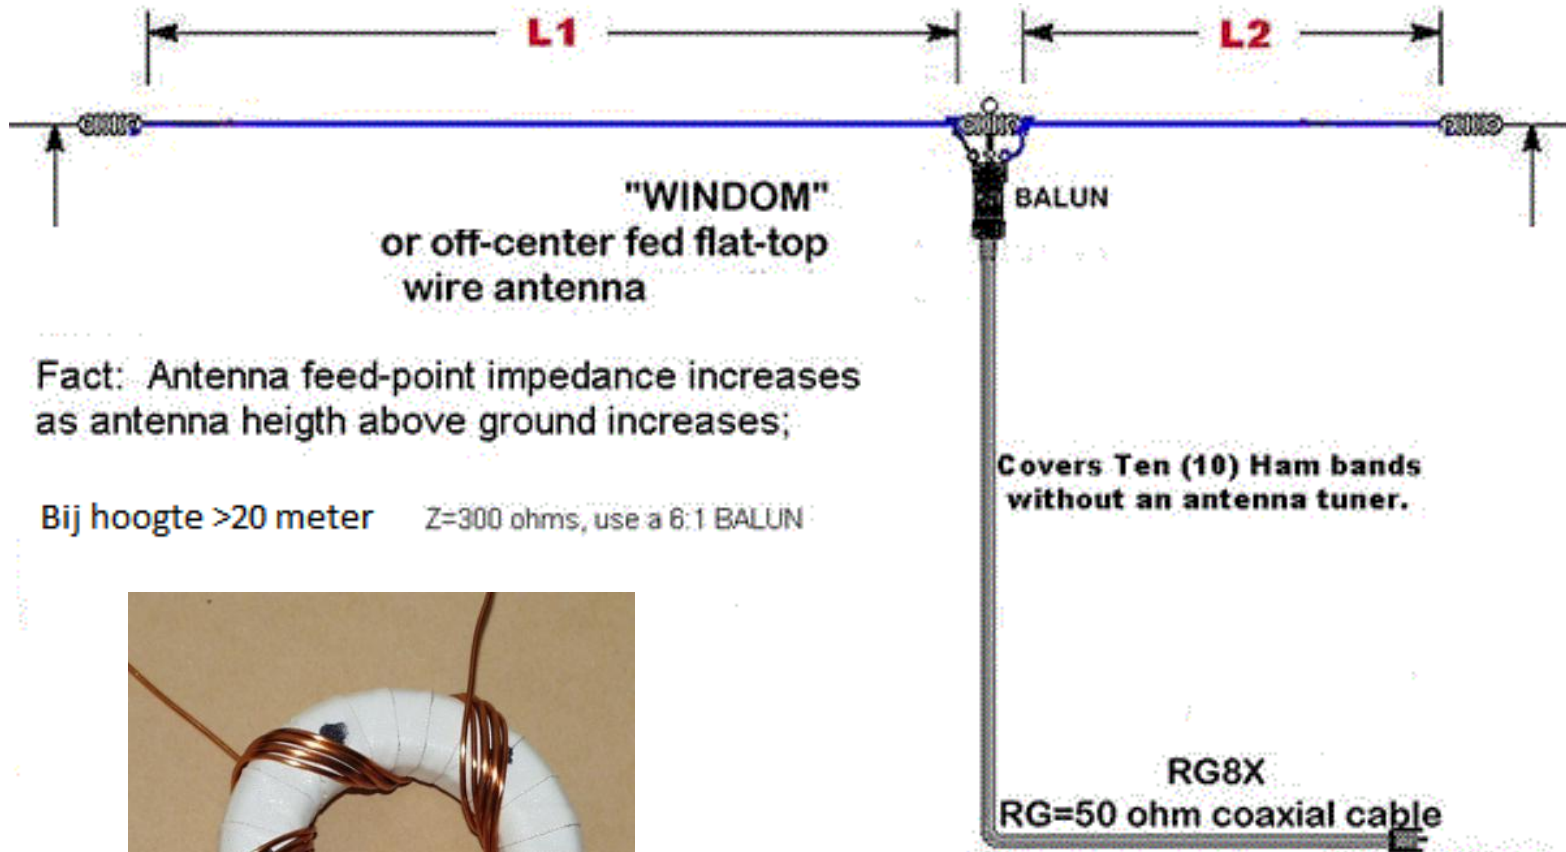 L1
L2
"WINDOM"
or off-center fed flat-top
wire antenna
BALUN
Fact: Antenna feed-point impedance increases
as antenna heigth above ground increases;
Bij hoogte >20 meter
Z=300 ohms, use a 6:1 BALUN
Covers Ten (10) Ham bands
without an antenna tuner.
RG8X
RG=50 ohm coaxial cable